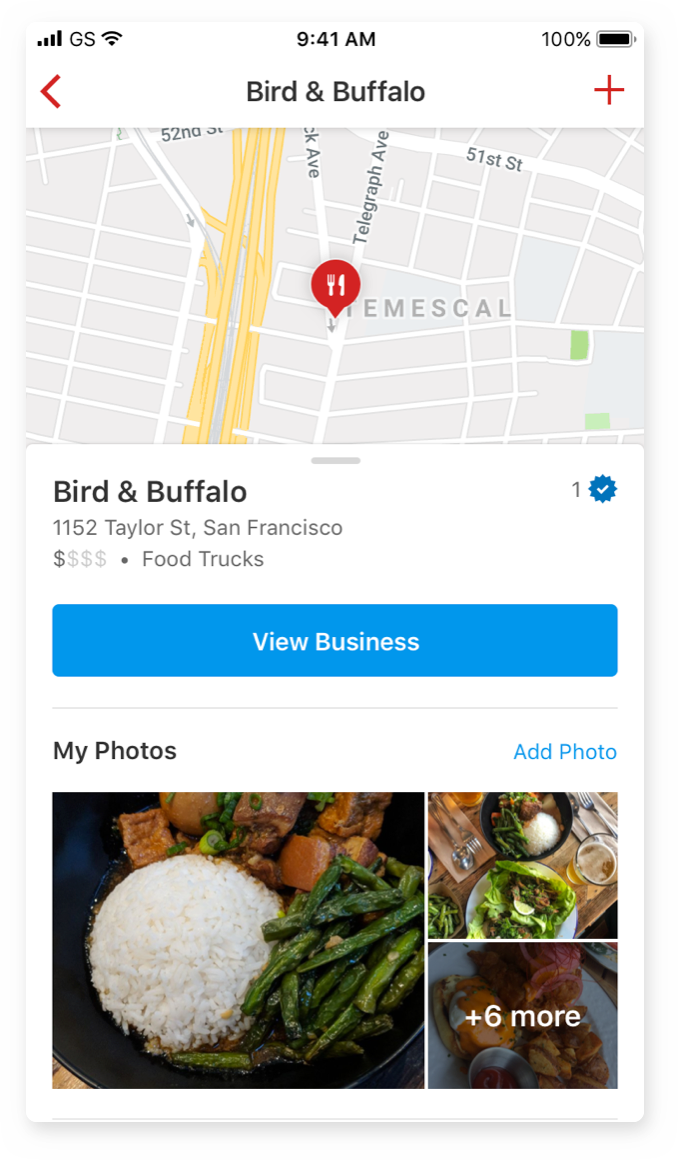 GS 9:41 AM 100%
Bird & Buffalo
52nd St
ck Ave
Telegraph Ave
51st St
TEMESCAL
Bird & Buffalo
1
1152 Taylor St, San Francisco
$$$$ • Food Trucks
View Business
My Photos
Add Photo
+6 more